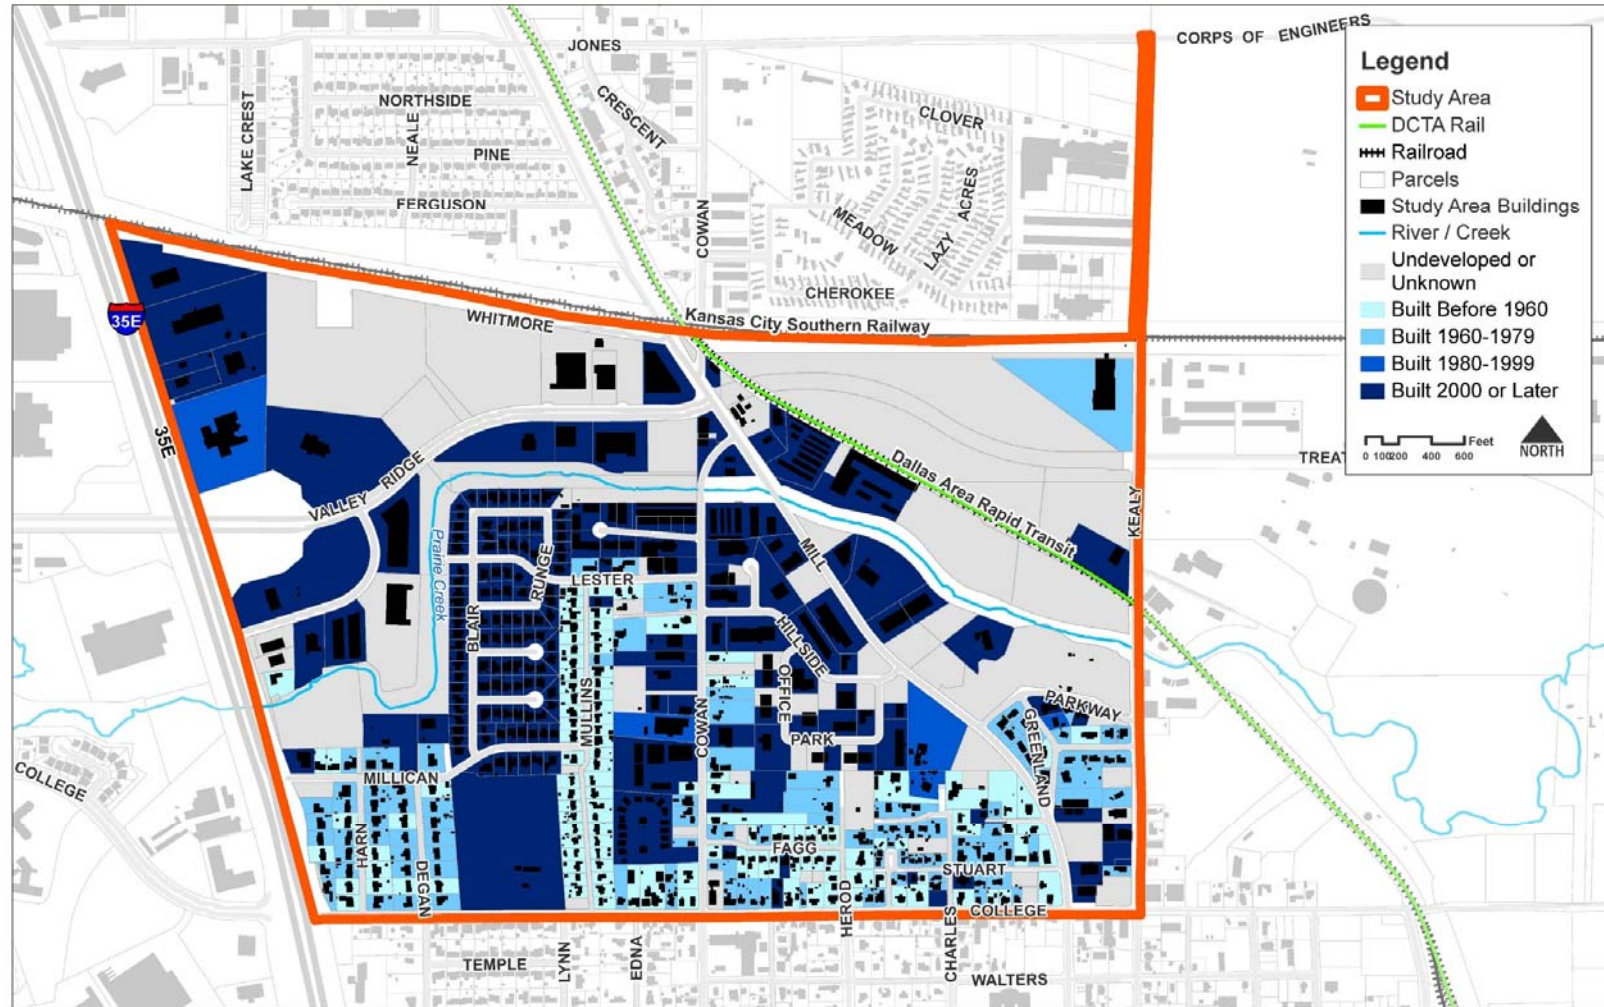 JONES
CORPS OF ENGINEERS
LAKE CREST
NORTHSIDE
NEALE
CRESCENT
PINE
FERGUSON
COWAN
CLOVER
MEADOW
LAZY
ACRES
CHEROKEE
Legend
Study Area
DCTA Rail
Railroad
Parcels
Study Area Buildings
River / Creek
Undeveloped or
Unknown
Built Before 1960
Built 1960-1979
Built 1980-1999
Built 2000 or Later
0 100200 400 600 Feet
NORTH
35E
WHITMORE
Kansas City Southern Railway
35E
VALLEY RIDGE
Dallas Area Rapid Transit
TREAT
KEALY
Prairie Creek
MILL
RUNGE
LESTER
BLAIR
HILLSIDE
OFFICE
PARK
MULLINS
COWAN
PARKWAY
GREENLAND
COLLEGE
MILLICAN
HARN
DEGAN
FAGG
STUART
HEROD
CHARLES
COLLEGE
TEMPLE
LYNN
EDNA
WALTERS